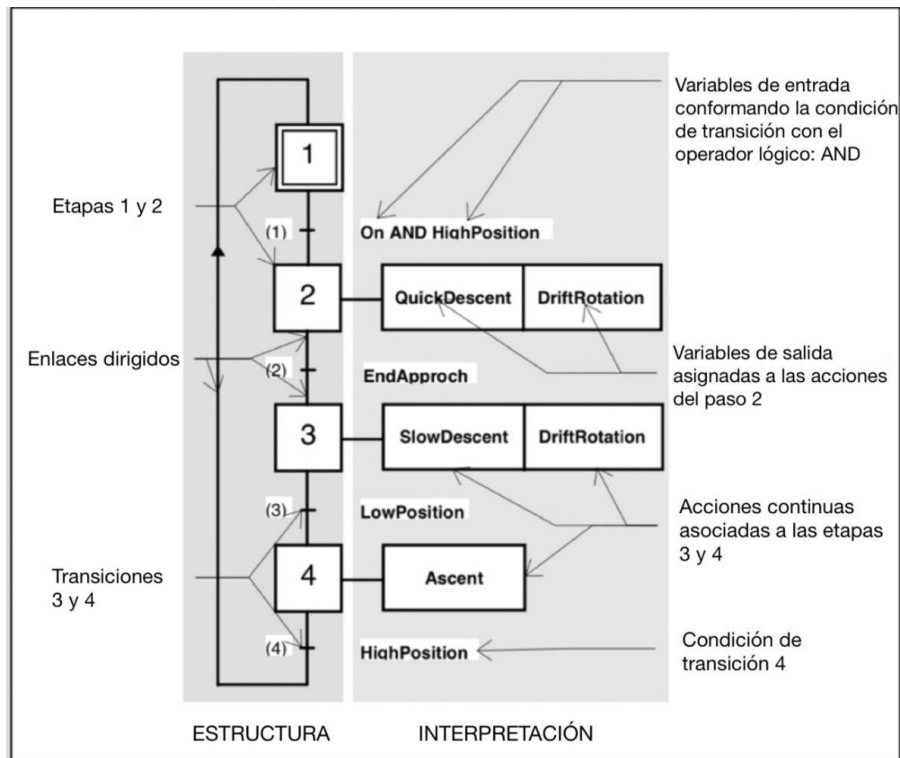 Variables de entrada
conformando la condición
de transición con el
operador lógico: AND
1
Etapas 1 y 2
(1)
On AND HighPosition
2
QuickDescent
DriftRotation
Enlaces dirigidos
(2)
EndApproch
Variables de salida
asignadas a las acciones
del paso 2
3
SlowDescent
DriftRotation
(3)
LowPosition
Acciones continuas
asociadas a las etapas
3 y 4
Transiciones
3 y 4
4
Ascent
(4)
HighPosition
Condición de
transición 4
ESTRUCTURA
INTERPRETACIÓN